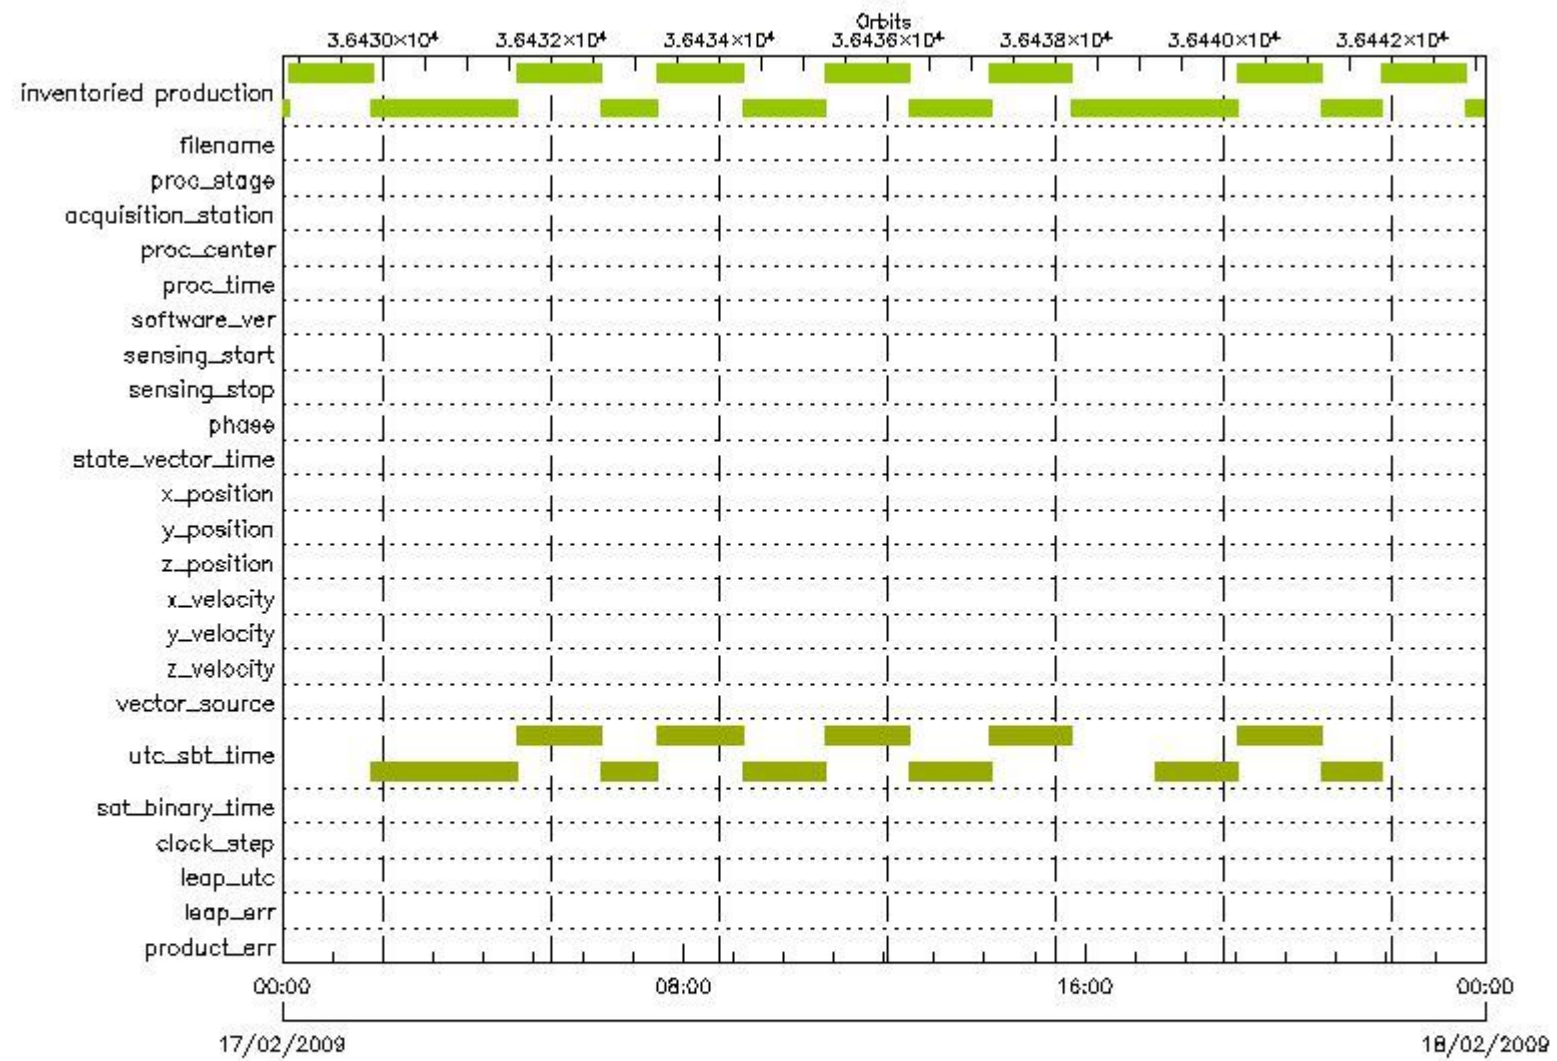 Orbits
3.6430×10⁴ 3.6432×10⁴ 3.6434×10⁴ 3.6436×10⁴ 3.6438×10⁴ 3.6440×10⁴ 3.6442×10⁴
inventoried production
filename
proc_stage
acquisition_station
proc_center
proc_time
software_ver
sensing_start
sensing_stop
phase
state_vector_time
x_position
y_position
z_position
x_velocity
y_velocity
z_velocity
vector_source
utc_sbt_time
sat_binary_time
clock_step
leap_utc
leap_err
product_err
00:00 08:00 16:00 00:00
17/02/2009 18/02/2009